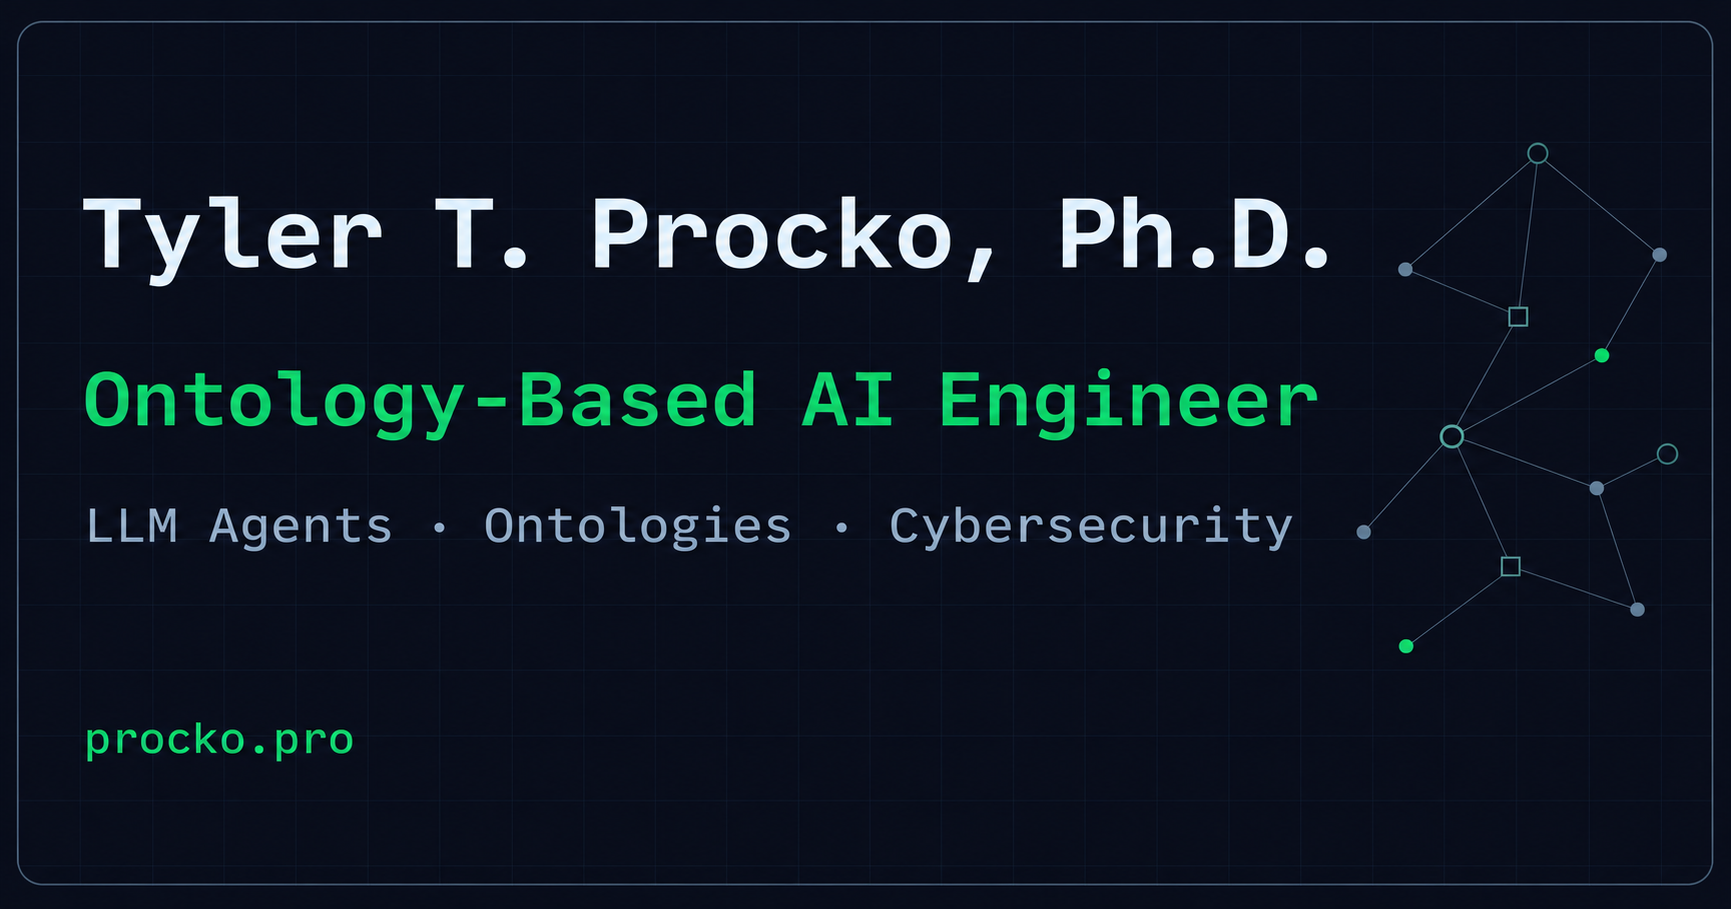 Tyler T. Procko, Ph.D.
Ontology-Based AI Engineer
LLM Agents · Ontologies · Cybersecurity
procko.pro